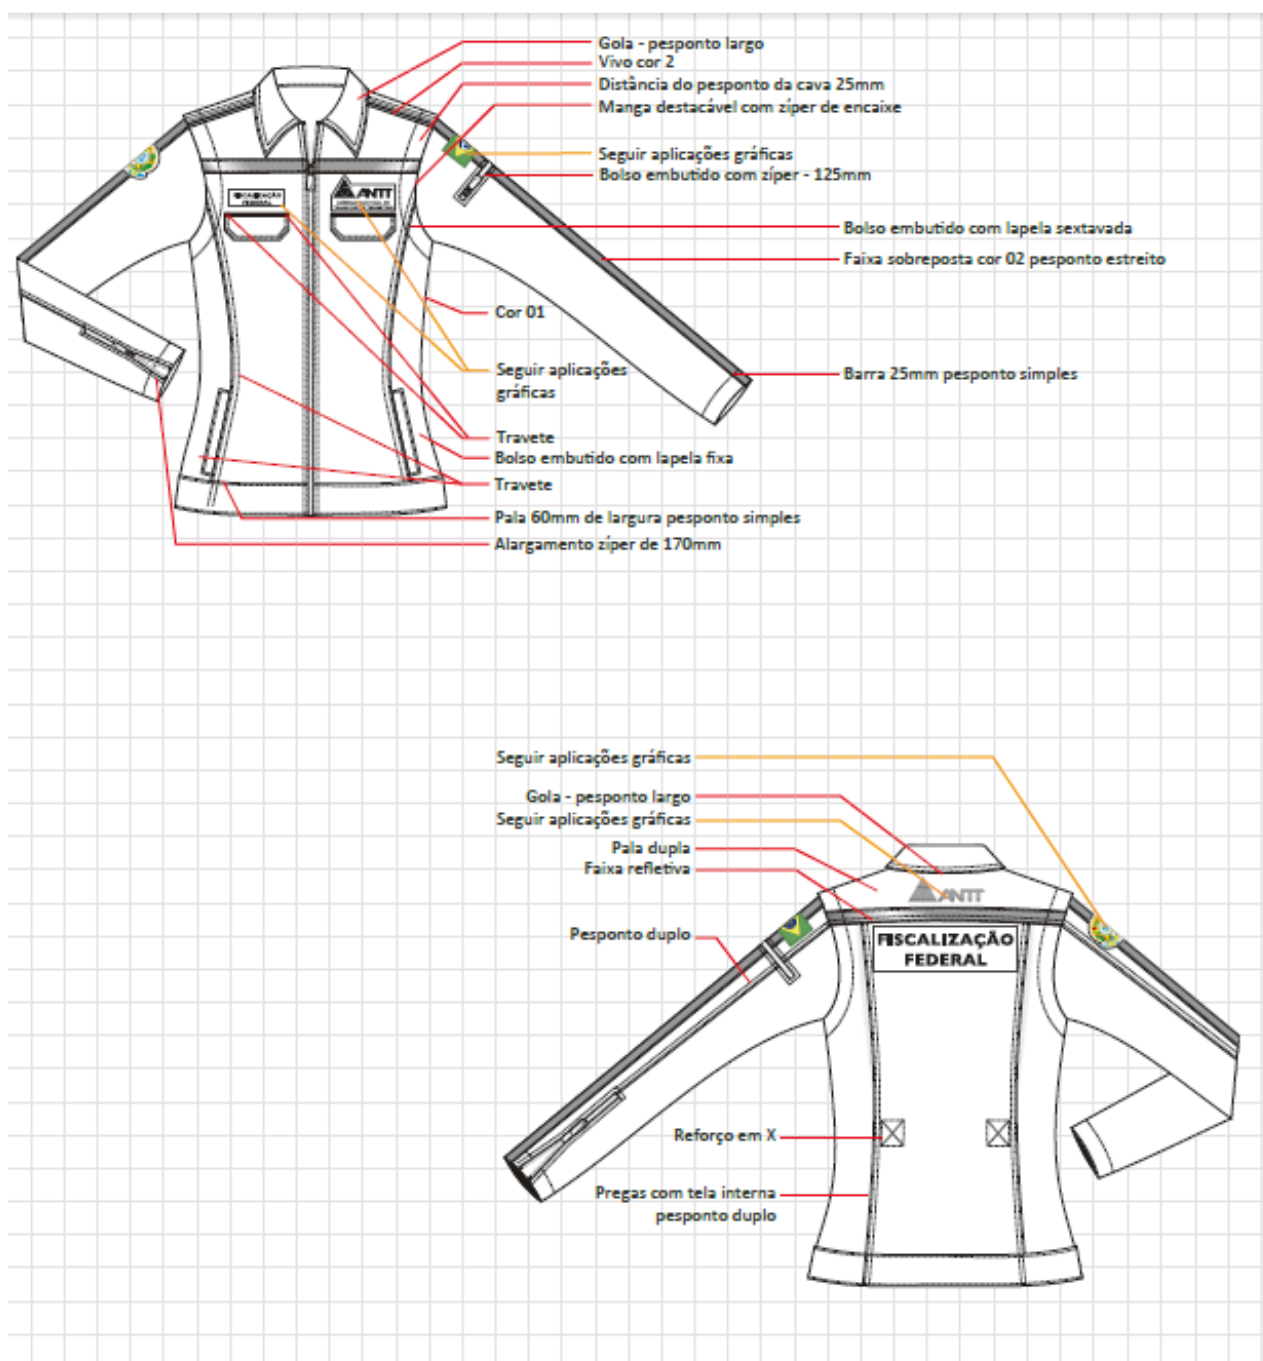 Gola - pesponto largo
Vivo cor 2
Distância do pesponto da cava 25mm
Manga destacável com zíper de encaixe
Seguir aplicações gráficas
Bolso embutido com zíper - 125mm
FISCALIZAÇÃO
FEDERAL
ANTT
Bolso embutido com lapela sextavada
Faixa sobreposta cor 02 pesponto estreito
Cor 01
Seguir aplicações
gráficas
Barra 25mm pesponto simples
Travete
Bolso embutido com lapela fixa
Travete
Pala 60mm de largura pesponto simples
Alargamento zíper de 170mm
Seguir aplicações gráficas
Gola - pesponto largo
Seguir aplicações gráficas
Pala dupla
Faixa refletiva
ANTT
Pesponto duplo
FISCALIZAÇÃO
FEDERAL
Reforço em X
Pregas com tela interna
pesponto duplo